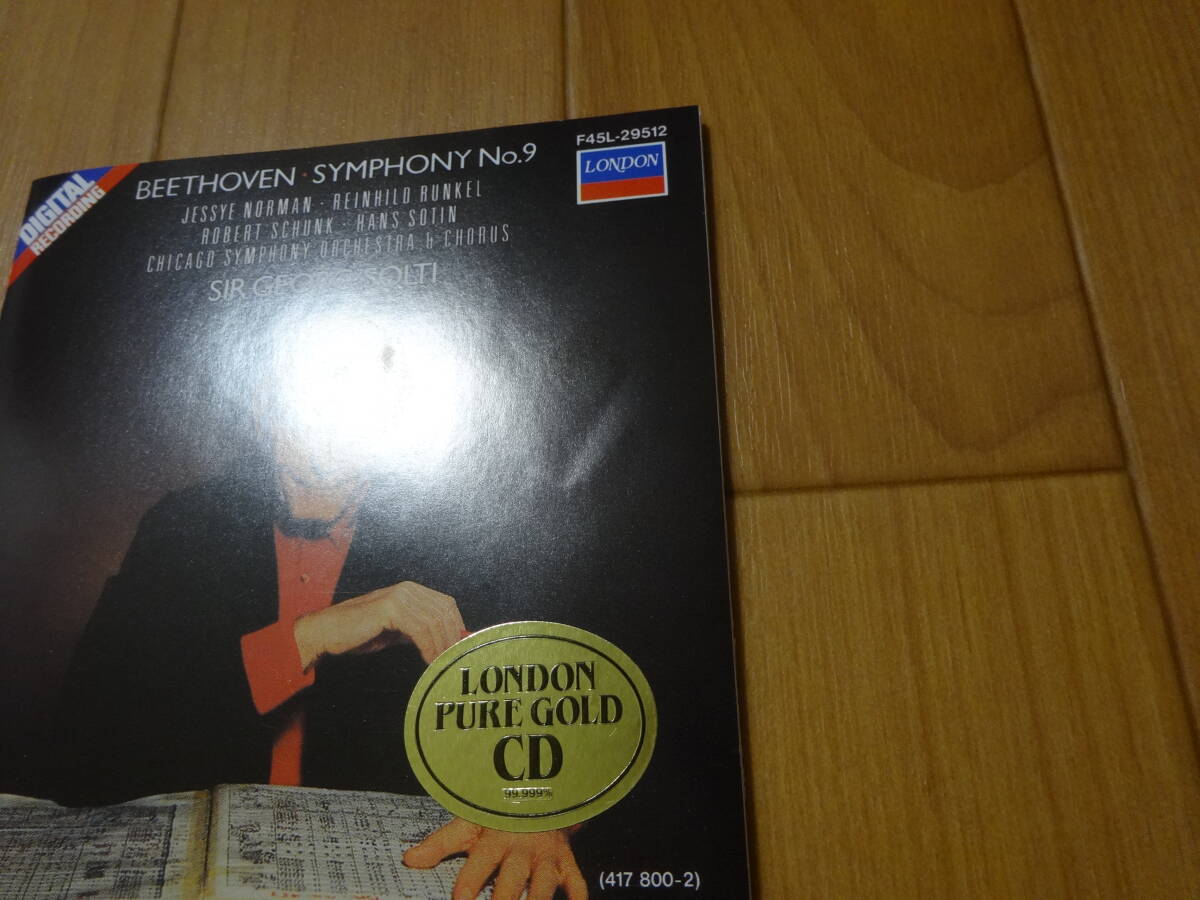 F45L-29512
LONDON
DIGITAL
RECORDING
BEETHOVEN · SYMPHONY No.9
JESSYE NORMAN · REINHILD RUNKEL
ROBERT SCHUNK · HANS SOTIN
CHICAGO SYMPHONY ORCHESTRA & CHORUS
SIR GEORG SOLTI
LONDON
PURE GOLD
CD
99.999%
(417 800-2)